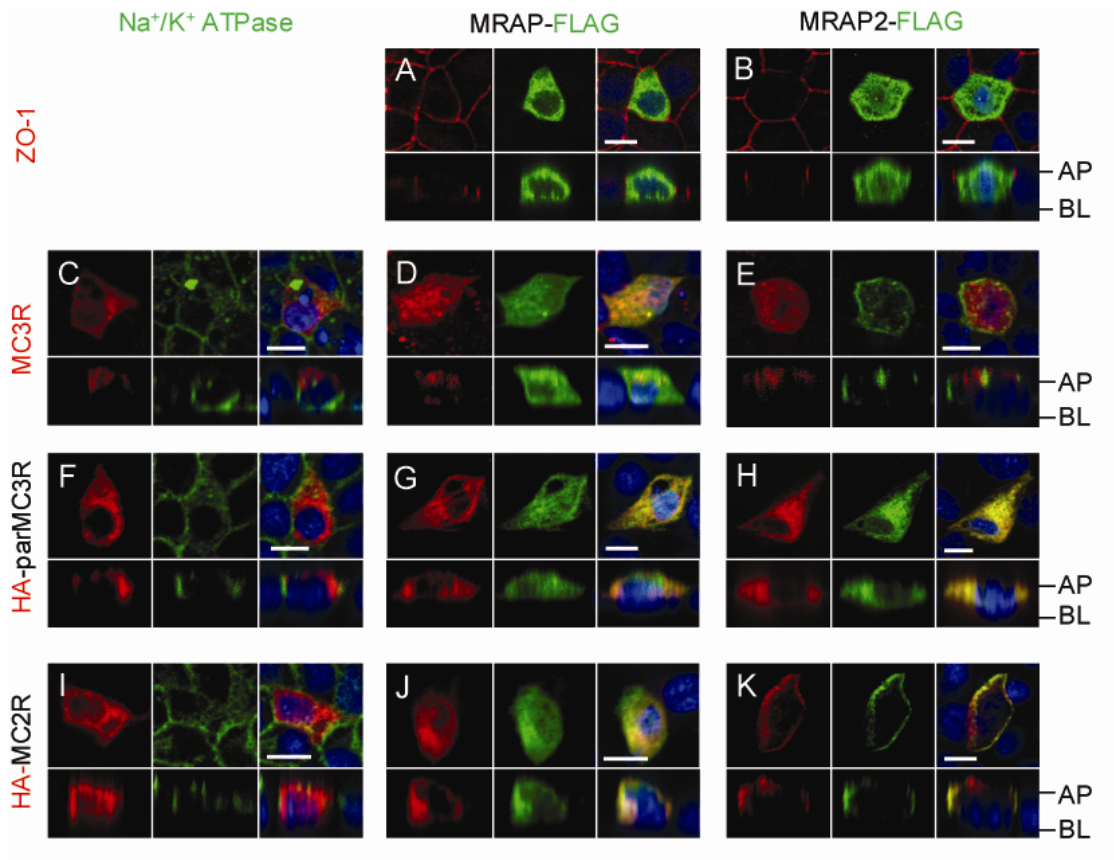 Na⁺/K⁺ ATPase MRAP-FLAG MRAP2-FLAG
ZO-1
A B
AP
BL
MC3R
C D E
AP
BL
HA-parMC3R
F G H
AP
BL
HA-MC2R
I J K
AP
BL